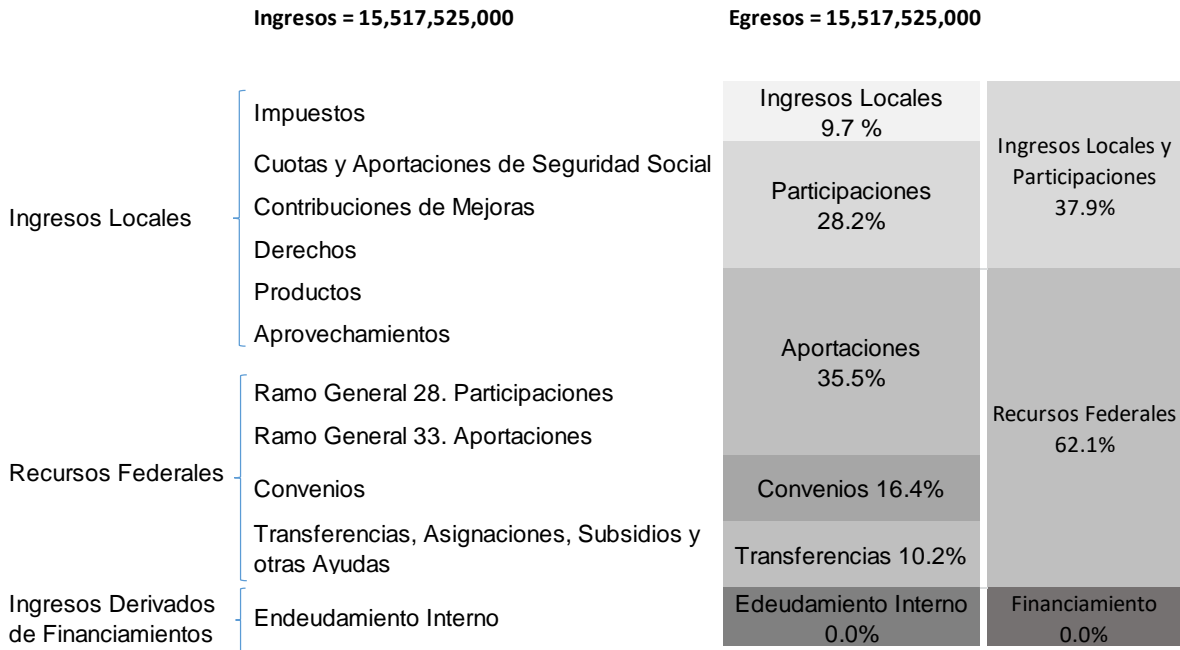 Ingresos = 15,517,525,000
Egresos = 15,517,525,000
Ingresos Locales
Impuestos
Cuotas y Aportaciones de Seguridad Social
Contribuciones de Mejoras
Derechos
Productos
Aprovechamientos
Recursos Federales
Ramo General 28. Participaciones
Ramo General 33. Aportaciones
Convenios
Transferencias, Asignaciones, Subsidios y
otras Ayudas
Ingresos Derivados
de Financiamientos
Endeudamiento Interno
Ingresos Locales
9.7 %
Participaciones
28.2%
Aportaciones
35.5%
Convenios 16.4%
Transferencias 10.2%
Edeudamiento Interno
0.0%
Ingresos Locales y
Participaciones
37.9%
Recursos Federales
62.1%
Financiamiento
0.0%